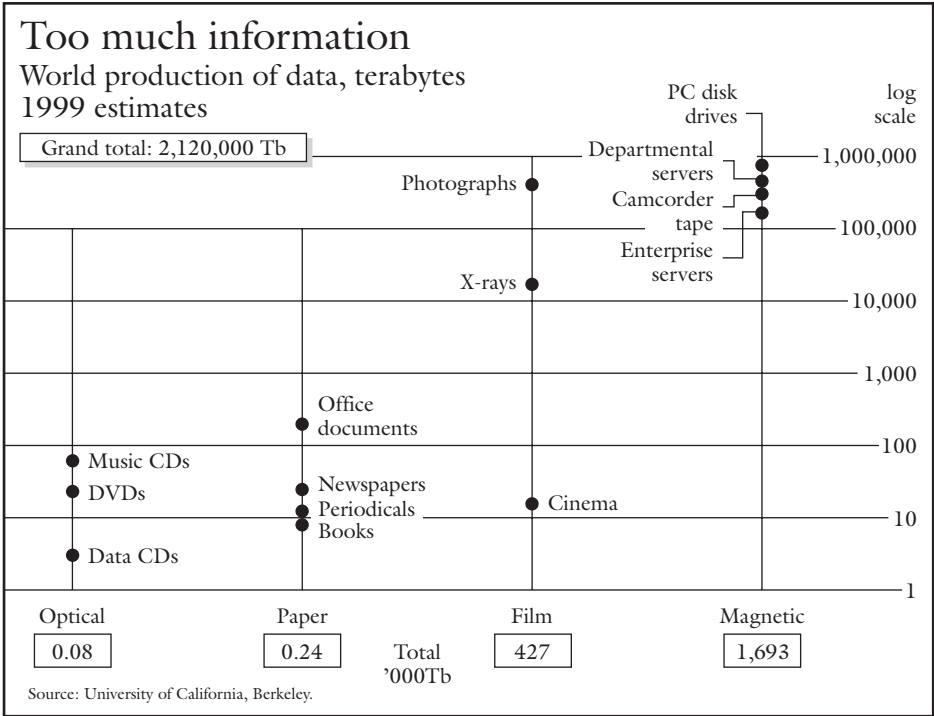 Too much information
World production of data, terabytes
1999 estimates
Grand total: 2,120,000 Tb
PC disk
drives
log
scale
Departmental
servers
1,000,000
Photographs
Camcorder
tape
100,000
Enterprise
servers
X-rays
10,000
1,000
Office
documents
100
Music CDs
DVDs
Newspapers
Periodicals
Books
Cinema
10
Data CDs
1
Optical
Paper
Film
Magnetic
0.08
0.24
Total
’000Tb
427
1,693
Source: University of California, Berkeley.